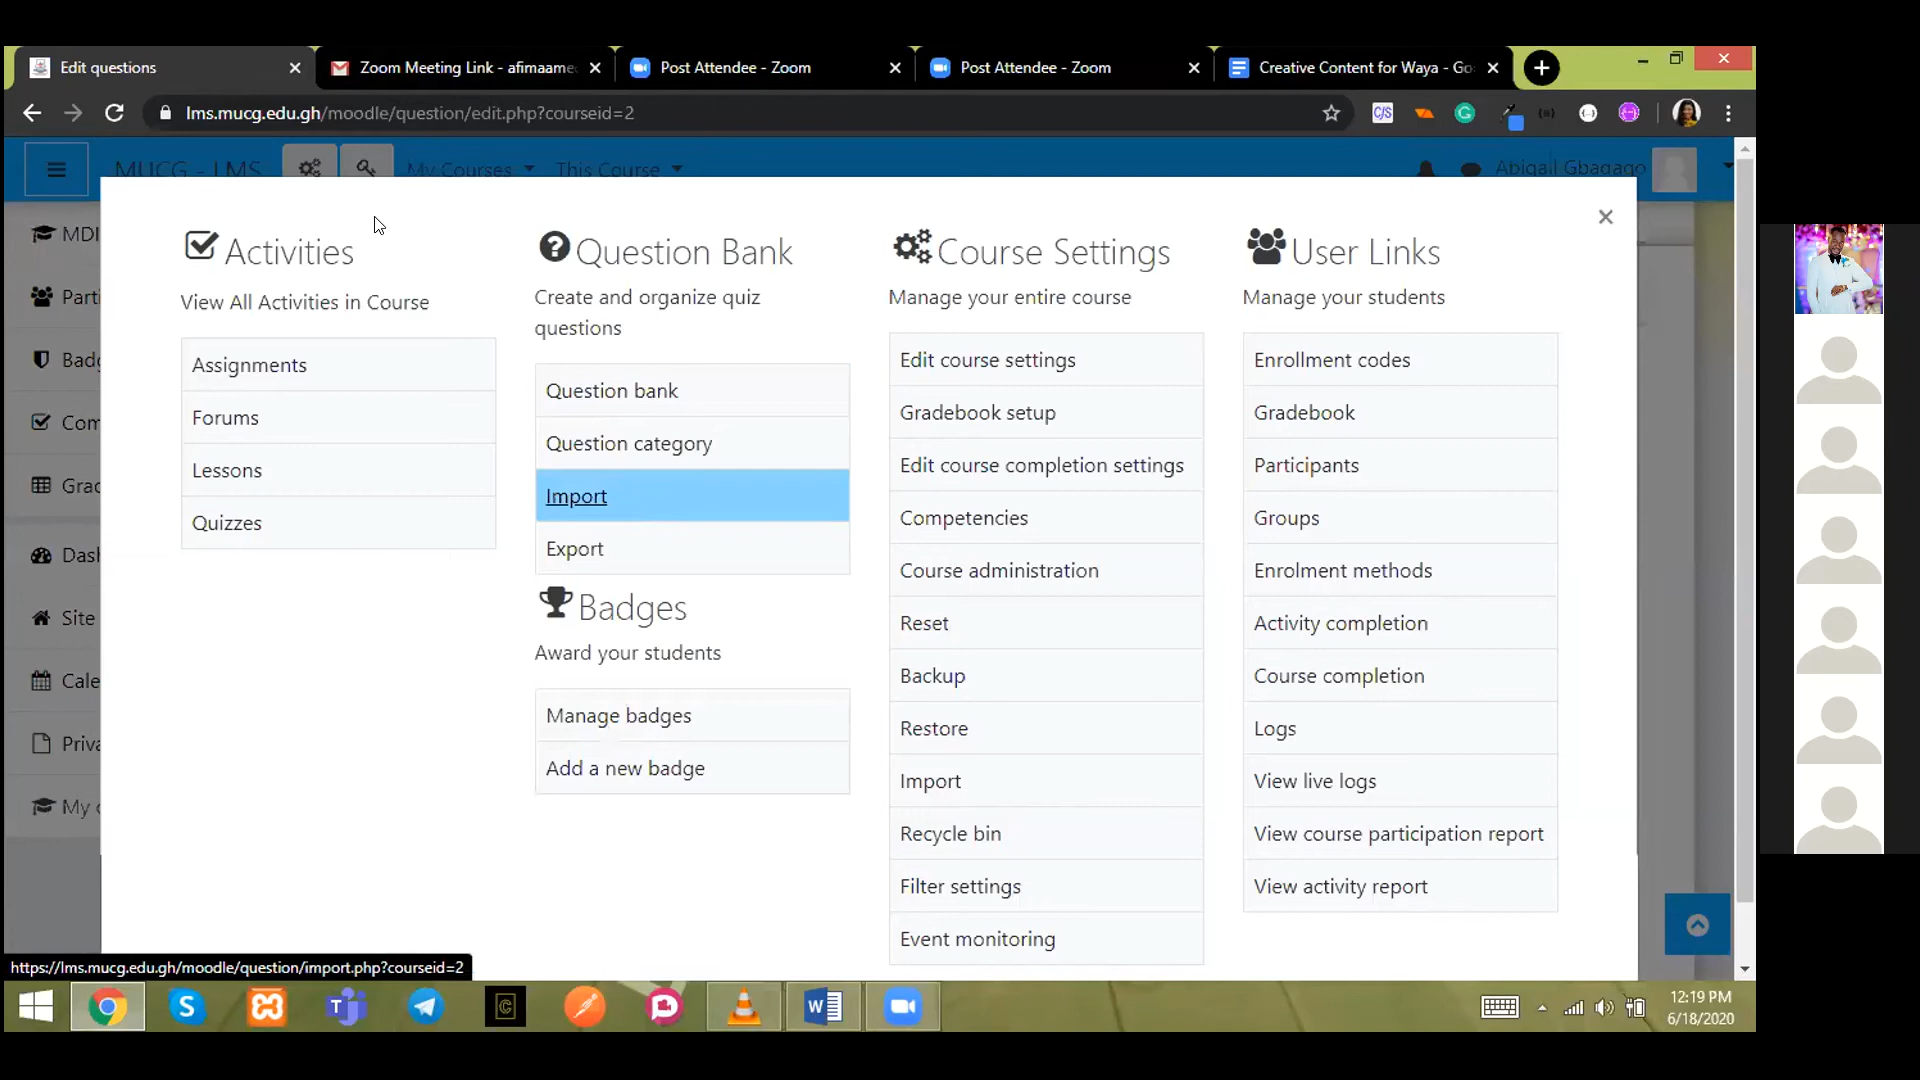 Edit questions
Zoom Meeting Link - afimaame
Post Attendee - Zoom
Post Attendee - Zoom
Creative Content for Waya - Go
lms.mucg.edu.gh/moodle/question/edit.php?courseid=2
MUCG - LMS
My Courses
This Course
Abigail Gbagago
MDI
Parti
Badg
Com
Grad
Dash
Site
Cale
Priva
My c
Activities
View All Activities in Course
Assignments
Forums
Lessons
Quizzes
Question Bank
Create and organize quiz
questions
Question bank
Question category
Import
Export
Badges
Award your students
Manage badges
Add a new badge
Course Settings
Manage your entire course
Edit course settings
Gradebook setup
Edit course completion settings
Competencies
Course administration
Reset
Backup
Restore
Import
Recycle bin
Filter settings
Event monitoring
User Links
Manage your students
Enrollment codes
Gradebook
Participants
Groups
Enrolment methods
Activity completion
Course completion
Logs
View live logs
View course participation report
View activity report
https://lms.mucg.edu.gh/moodle/question/import.php?courseid=2
12:19 PM
6/18/2020